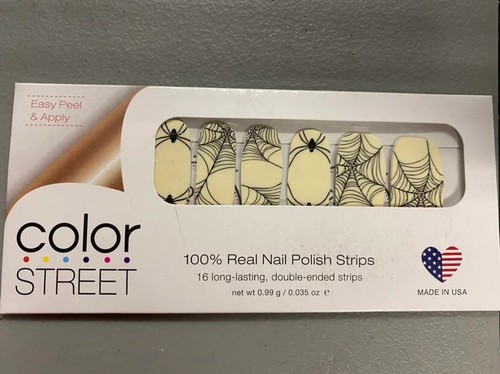 Easy Peel
& Apply
color
STREET
100% Real Nail Polish Strips
16 long-lasting, double-ended strips
net wt 0.99 g / 0.035 oz ℮
MADE IN USA